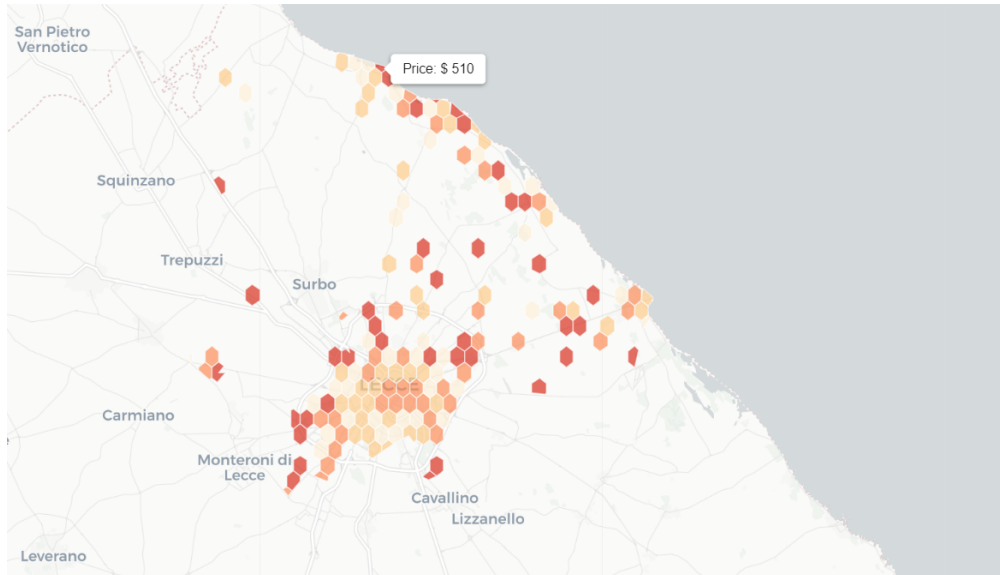 San Pietro
Vernotico
Price: $ 510
Squinzano
Trepuzzi
Surbo
LECCE
Carmiano
Monteroni di
Lecce
Cavallino
Lizzanello
Leverano